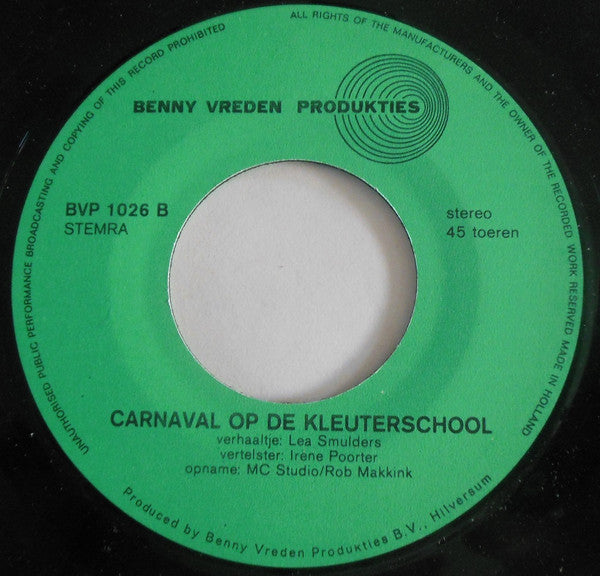 ALL RIGHTS OF THE MANUFACTURERS AND THE OWNER OF THE RECORDED WORK RESERVED MADE IN HOLLAND
UNAUTHORISED PUBLIC PERFORMANCE BROADCASTING AND COPYING OF THIS RECORD PROHIBITED
BENNY VREDEN PRODUKTIES
BVP 1026 B
STEMRA
stereo
45 toeren
CARNAVAL OP DE KLEUTERSCHOOL
verhaaltje: Lea Smulders
vertelster: Irene Poorter
opname: MC Studio/Rob Makkink
Produced by Benny Vreden Produkties B.V., Hilversum